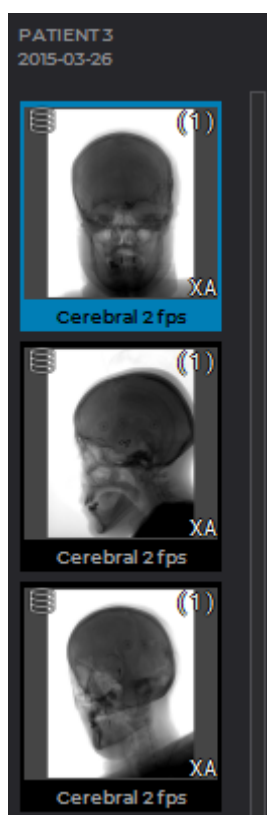 PATIENT 3
2015-03-26
(1)
XA
Cerebral 2 fps
(1)
XA
Cerebral 2 fps
(1)
XA
Cerebral 2 fps